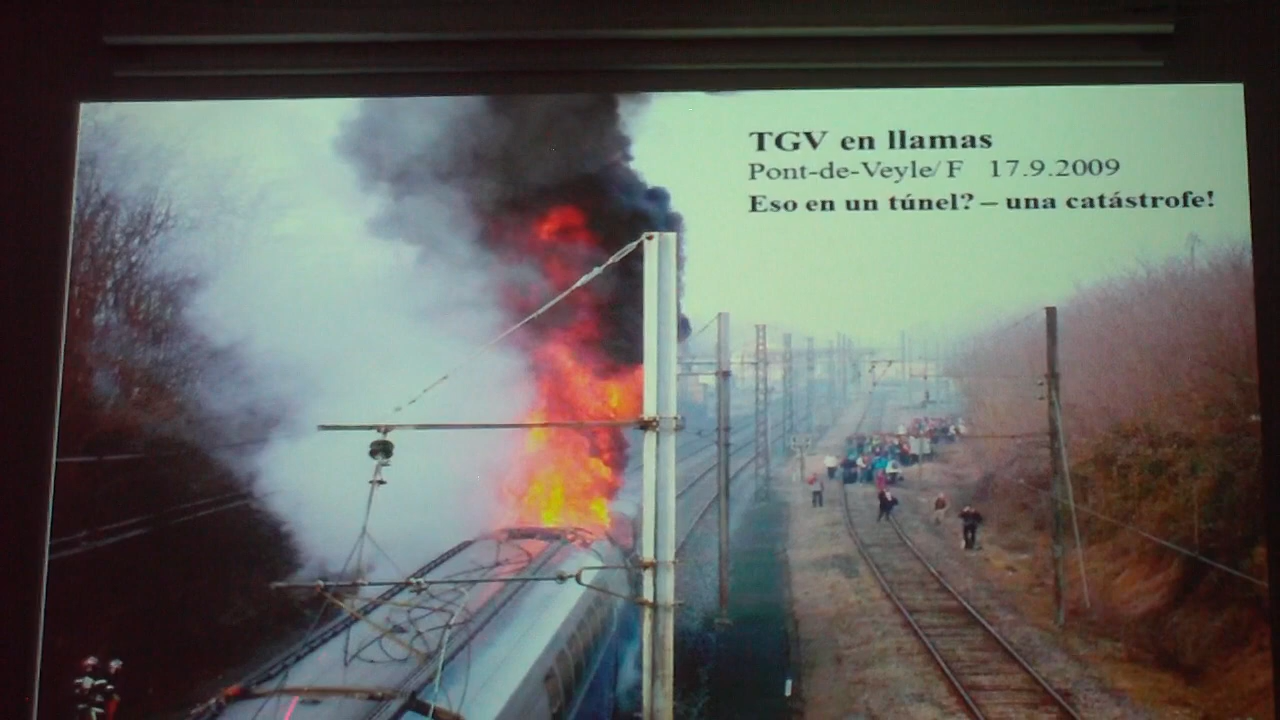 TGV en llamas
Pont-de-Veyle/ F 17.9.2009
Eso en un túnel? – una catástrofe!